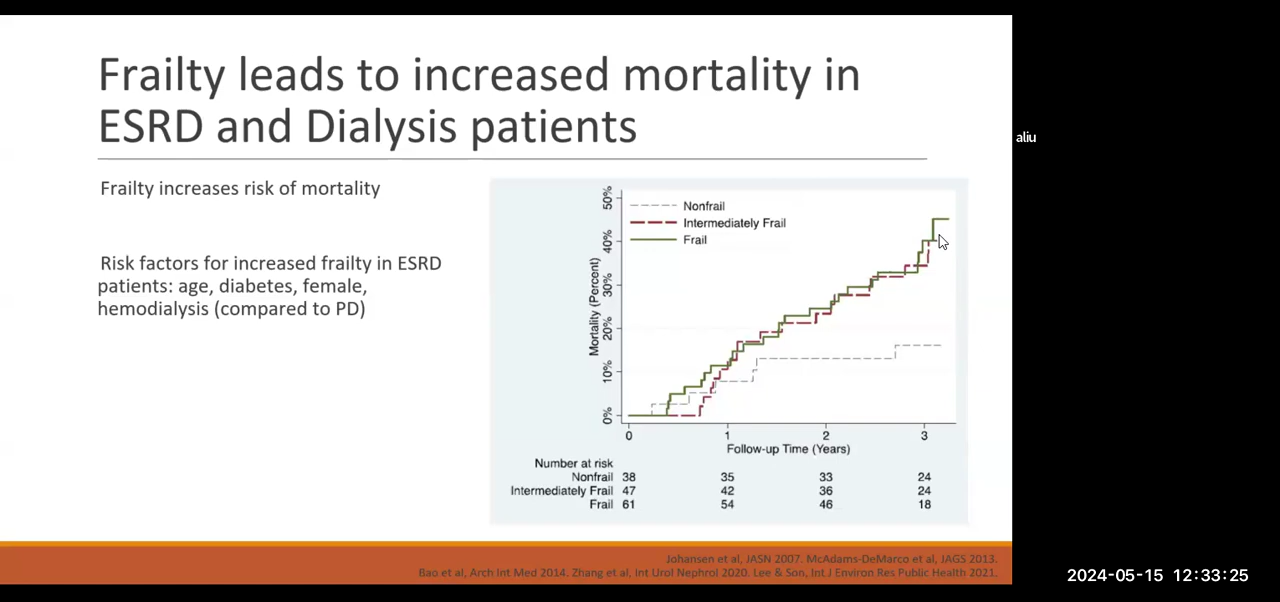 Frailty leads to increased mortality in
ESRD and Dialysis patients
aliu
Frailty increases risk of mortality
Risk factors for increased frailty in ESRD
patients: age, diabetes, female,
hemodialysis (compared to PD)
Mortality (Percent)
50%
40%
30%
20%
10%
0%
Nonfrail
Intermediately Frail
Frail
0 1 2 3
Follow-up Time (Years)
Number at risk
Nonfrail 38 35 33 24
Intermediately Frail 47 42 36 24
Frail 61 54 46 18
Johansen et al, JASN 2007. McAdams-DeMarco et al, JAGS 2013.
Bao et al, Arch Int Med 2014. Zhang et al, Int Urol Nephrol 2020. Lee & Son, Int J Environ Res Public Health 2021.
2024-05-15 12:33:25